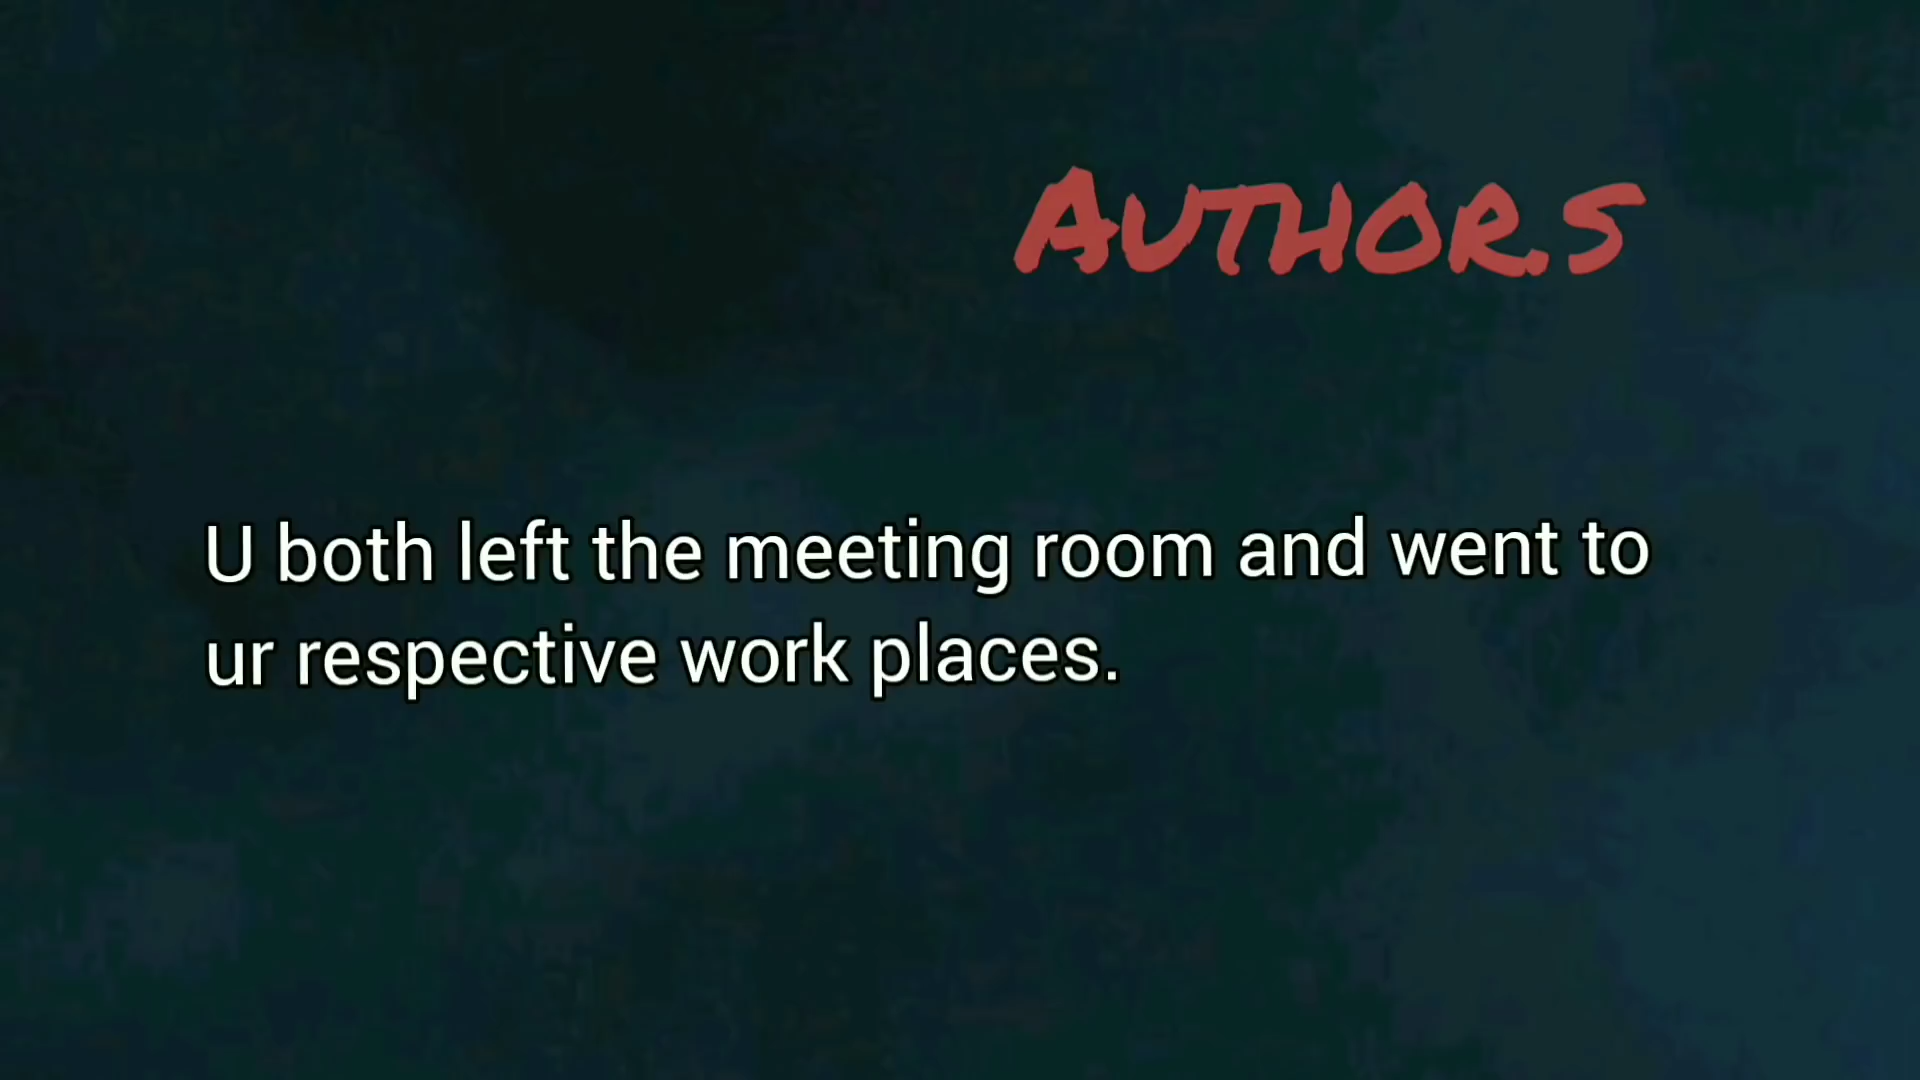 AUTHOR.S
U both left the meeting room and went to
ur respective work places.